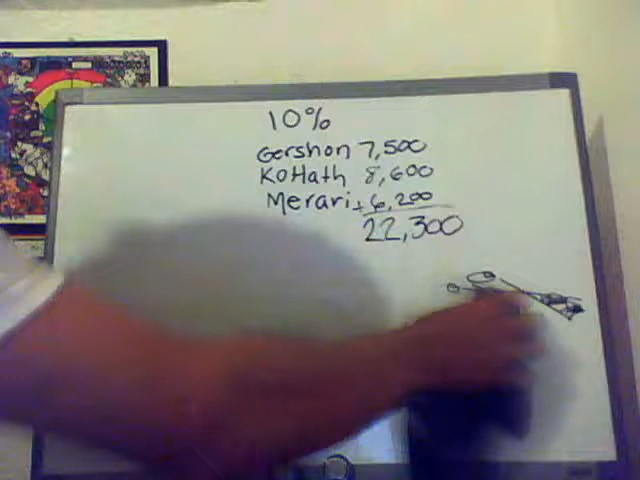 10%
Gershon 7,500
KOHath 8,600
Merari + 6,200
22,300